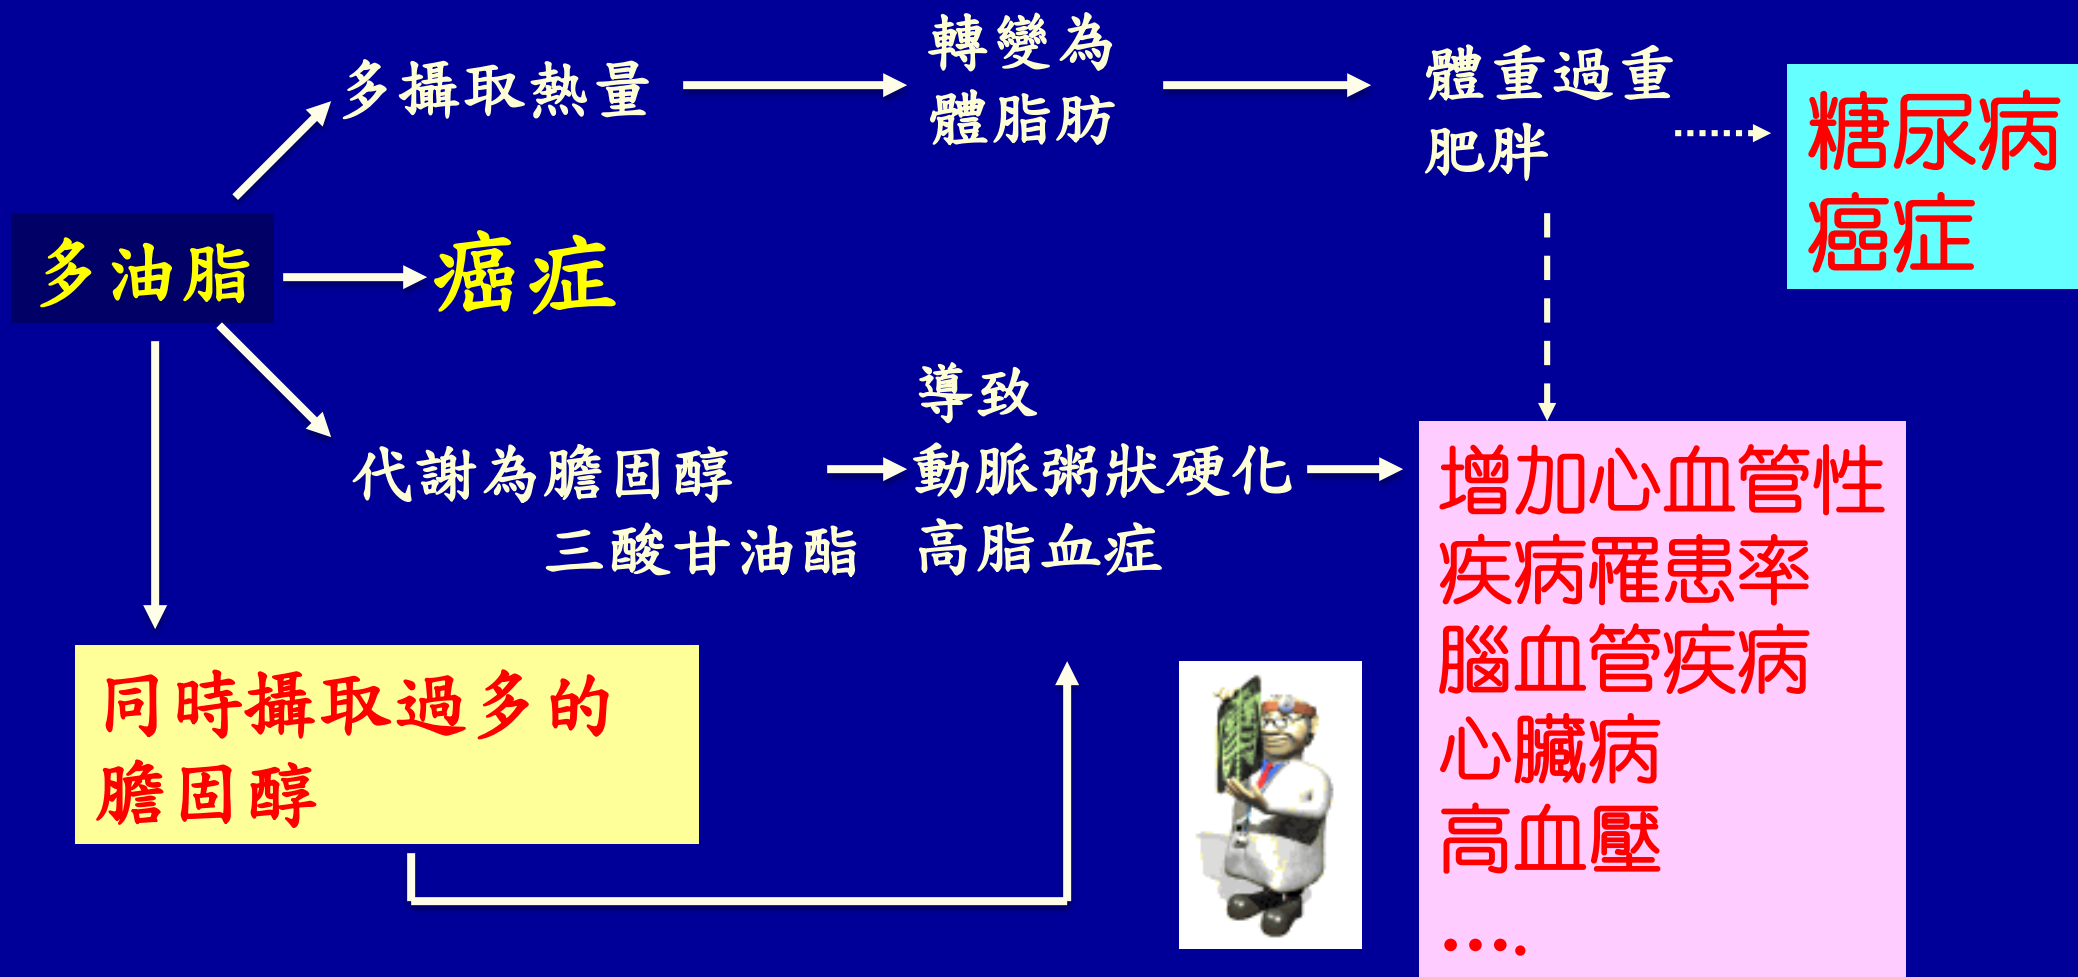 多攝取熱量
轉變為
體脂肪
體重過重
肥胖
糖尿病
癌症
多油脂
癌症
導致
代謝為膽固醇
動脈粥狀硬化
三酸甘油酯
高脂血症
增加心血管性
疾病罹患率
腦血管疾病
心臟病
高血壓
....
同時攝取過多的
膽固醇